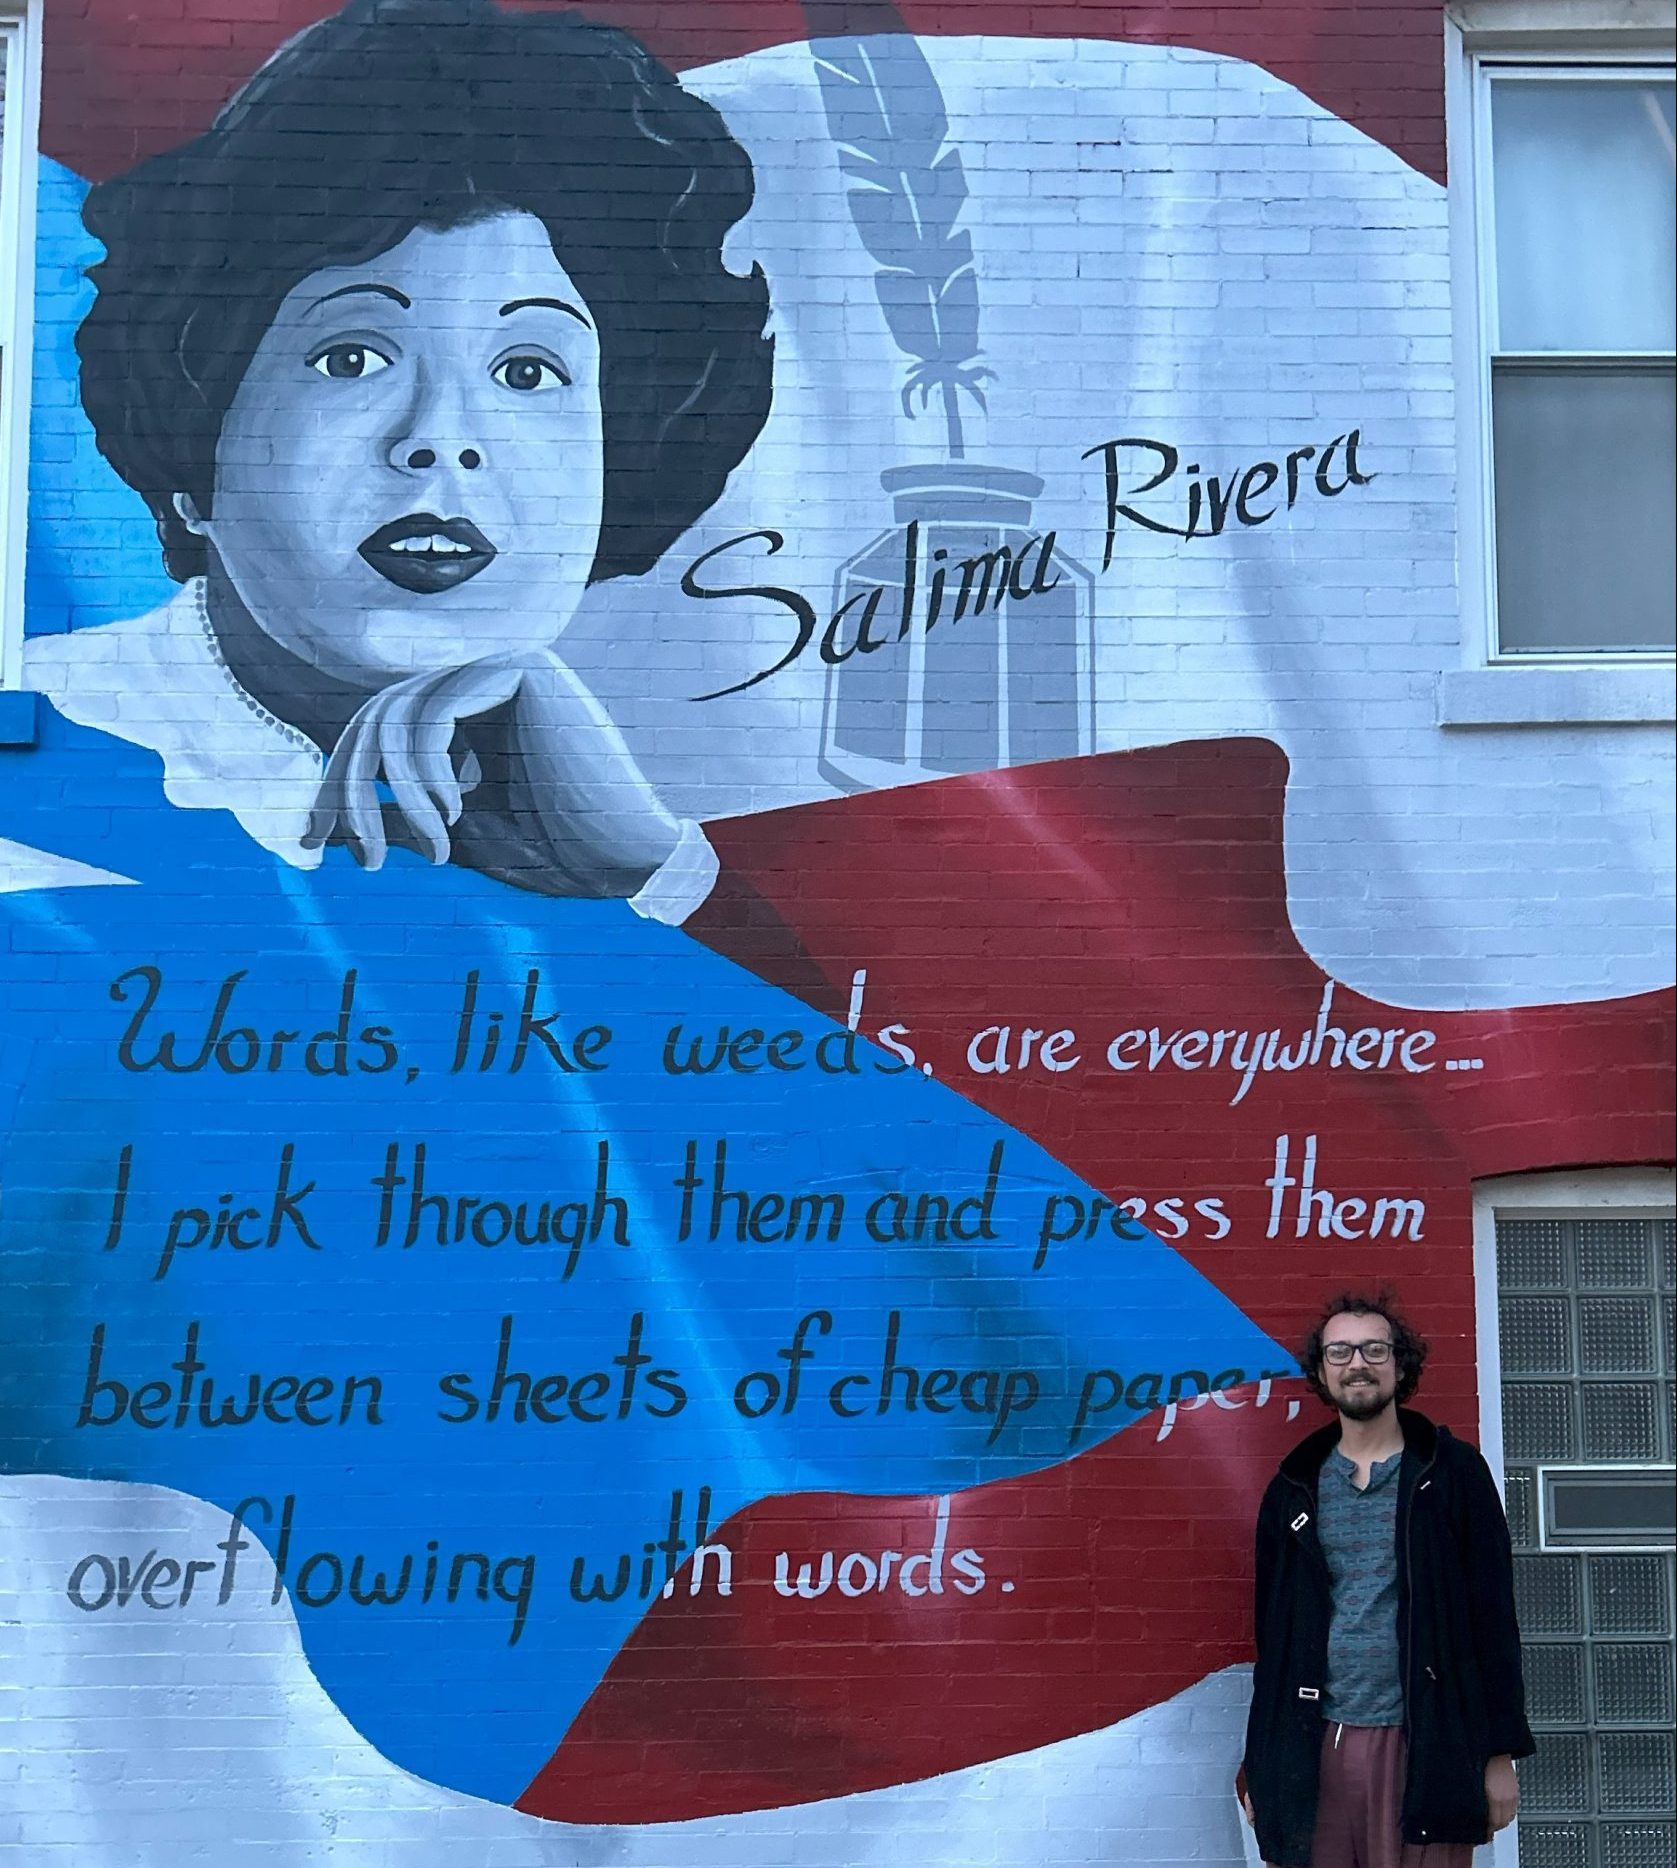 Salima Rivera
Words, like weeds, are everywhere...
I pick through them and press them
between sheets of cheap paper,
overflowing with words.